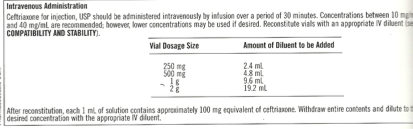 Intravenous Administration
Ceftriaxone for injection, USP should be administered intravenously by infusion over a period of 30 minutes. Concentrations between 10 mg/m
and 40 mg/mL are recommended; however, lower concentrations may be used if desired. Reconstitute vials with an appropriate IV diluent (see
COMPATIBILITY AND STABILITY).
Vial Dosage Size Amount of Diluent to be Added
250 mg 2.4 mL
500 mg 4.8 mL
1 g 9.6 mL
2 g 19.2 mL
After reconstitution, each 1 mL of solution contains approximately 100 mg equivalent of ceftriaxone. Withdraw entire contents and dilute to t
desired concentration with the appropriate IV diluent.